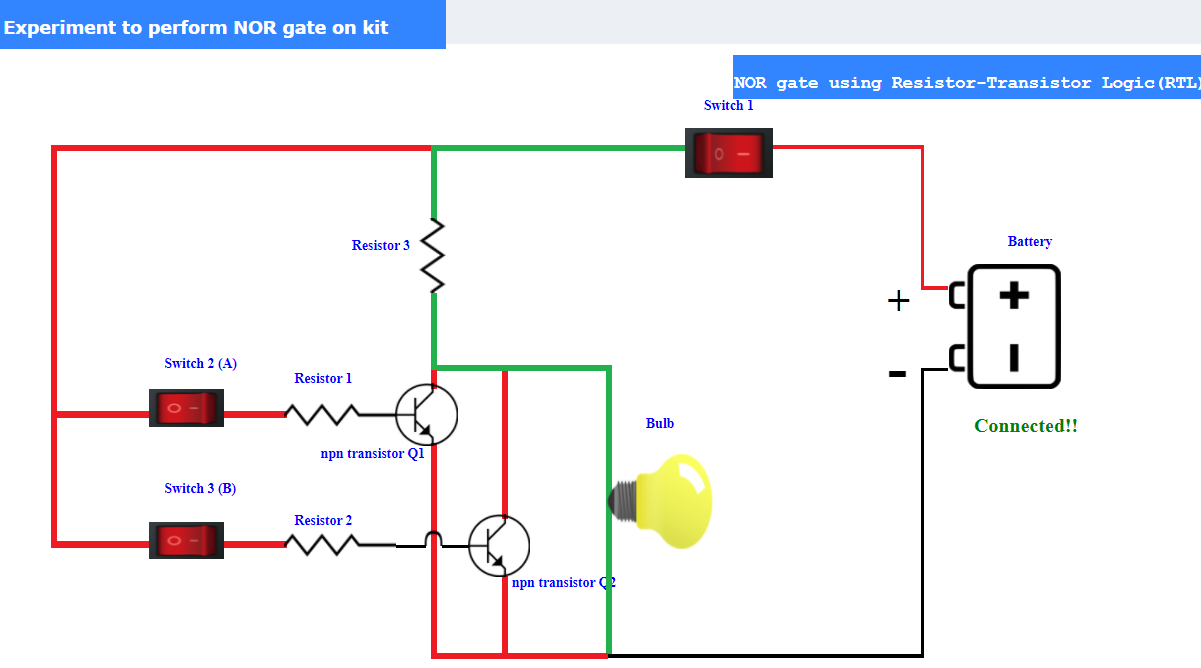 Experiment to perform NOR gate on kit
NOR gate using Resistor-Transistor Logic(RTL)
Switch 1
Resistor 3
Battery
+
-
Switch 2 (A)
Resistor 1
npn transistor Q1
Bulb
Connected!!
Switch 3 (B)
Resistor 2
npn transistor Q2